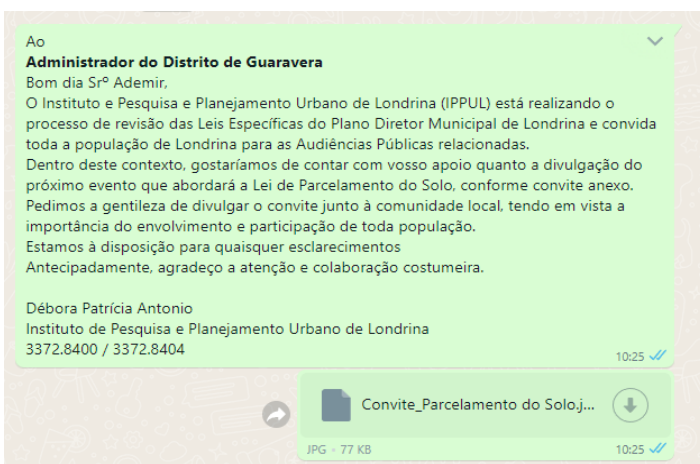 Ao
Administrador do Distrito de Guaravera
Bom dia Srº Ademir,
O Instituto e Pesquisa e Planejamento Urbano de Londrina (IPPUL) está realizando o
processo de revisão das Leis Específicas do Plano Diretor Municipal de Londrina e convida
toda a população de Londrina para as Audiências Públicas relacionadas.
Dentro deste contexto, gostaríamos de contar com vosso apoio quanto a divulgação do
próximo evento que abordará a Lei de Parcelamento do Solo, conforme convite anexo.
Pedimos a gentileza de divulgar o convite junto à comunidade local, tendo em vista a
importância do envolvimento e participação de toda população.
Estamos à disposição para quaisquer esclarecimentos
Antecipadamente, agradeço a atenção e colaboração costumeira.
Débora Patrícia Antonio
Instituto de Pesquisa e Planejamento Urbano de Londrina
3372.8400 / 3372.8404
10:25
Convite_Parcelamento do Solo.j...
JPG · 77 KB
10:25